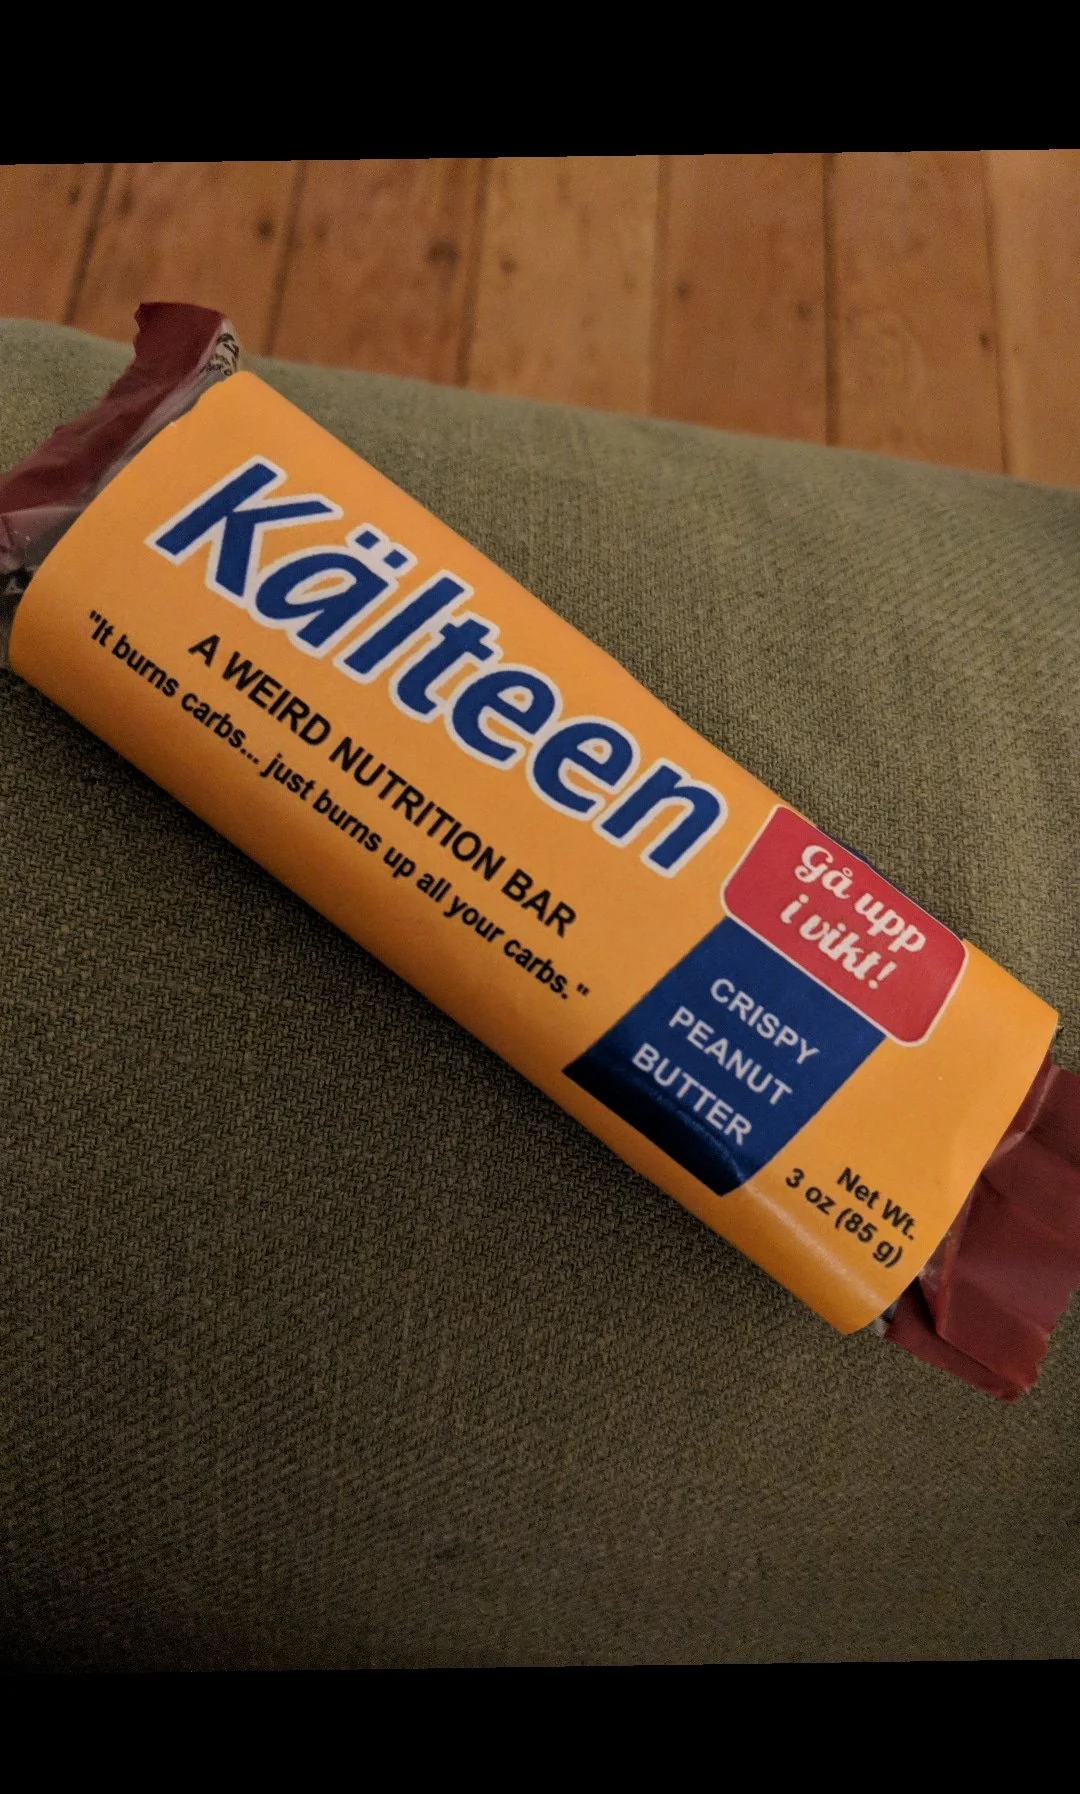 Kälteen
A WEIRD NUTRITION BAR
"It burns carbs... just burns up all your carbs."
Gå upp
i vikt!
CRISPY
PEANUT
BUTTER
Net Wt.
3 oz (85 g)